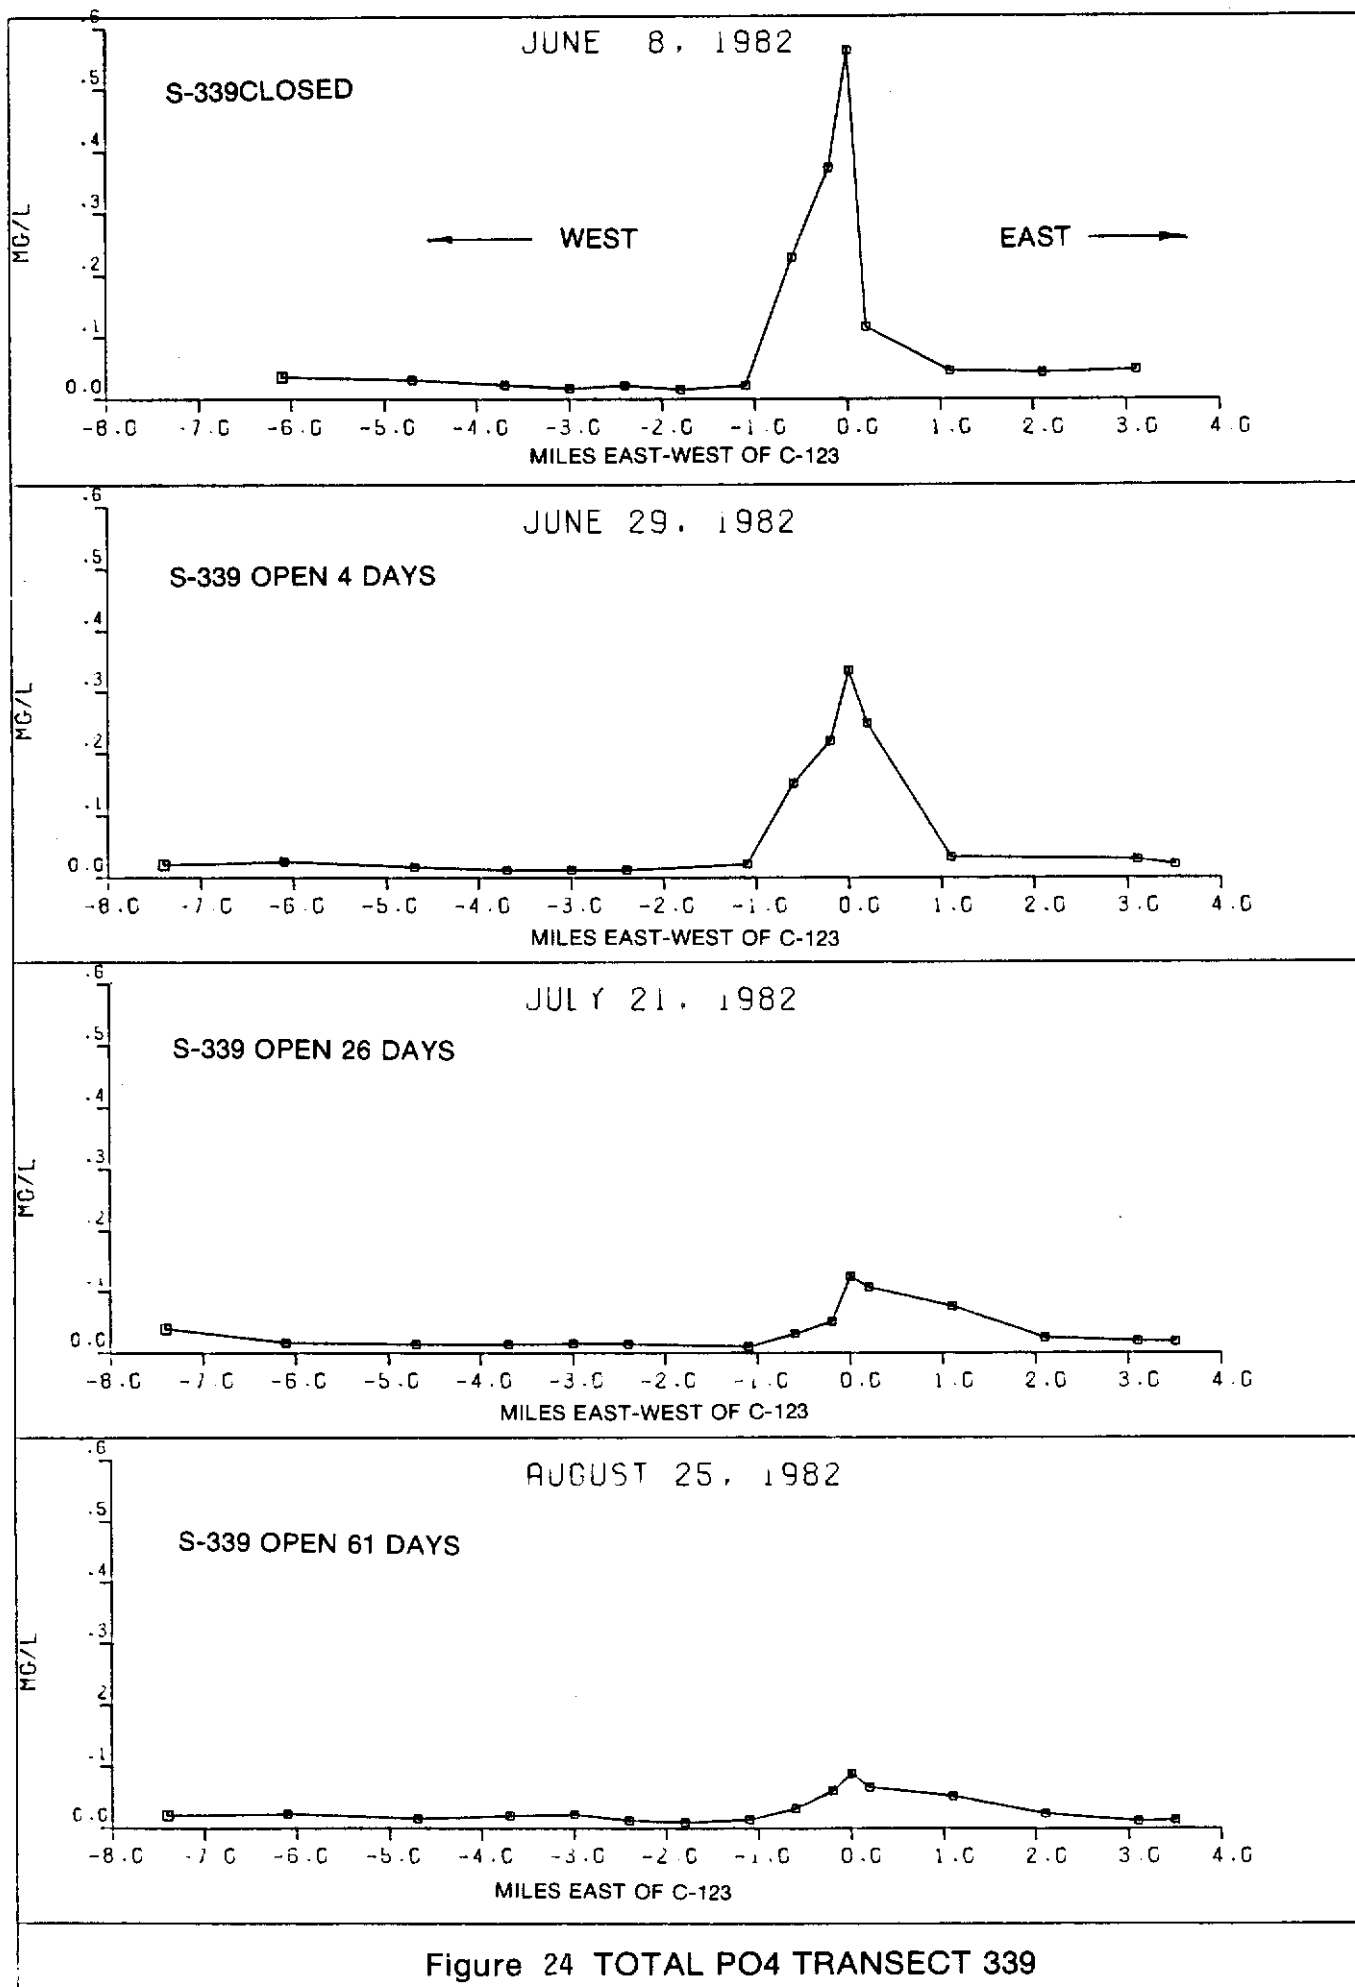 JUNE 8, 1982
S-339CLOSED
.6
.5
.4
.3
.2
.1
0.0
MG/L
WEST
EAST
-8.0 -7.0 -6.0 -5.0 -4.0 -3.0 -2.0 -1.0 0.0 1.0 2.0 3.0 4.0
MILES EAST-WEST OF C-123
JUNE 29, 1982
S-339 OPEN 4 DAYS
.6
.5
.4
.3
.2
.1
0.0
MG/L
-8.0 -7.0 -6.0 -5.0 -4.0 -3.0 -2.0 -1.0 0.0 1.0 2.0 3.0 4.0
MILES EAST-WEST OF C-123
JULY 21, 1982
S-339 OPEN 26 DAYS
.6
.5
.4
.3
.2
.1
0.0
MG/L
-8.0 -7.0 -6.0 -5.0 -4.0 -3.0 -2.0 -1.0 0.0 1.0 2.0 3.0 4.0
MILES EAST-WEST OF C-123
AUGUST 25, 1982
S-339 OPEN 61 DAYS
.6
.5
.4
.3
.2
.1
0.0
MG/L
-8.0 -7.0 -6.0 -5.0 -4.0 -3.0 -2.0 -1.0 0.0 1.0 2.0 3.0 4.0
MILES EAST OF C-123
Figure 24 TOTAL PO4 TRANSECT 339